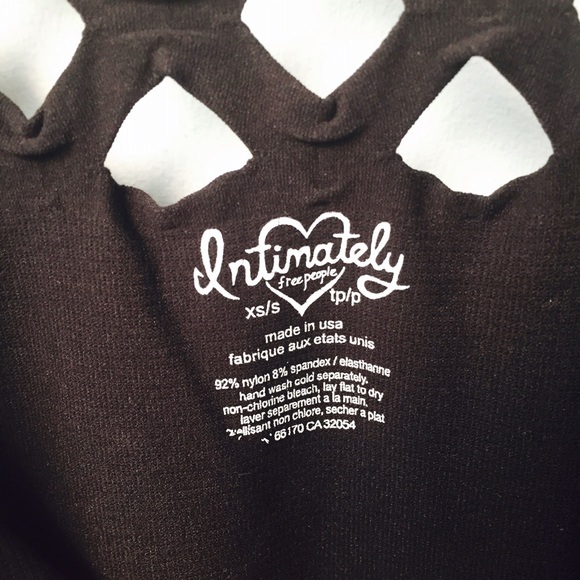 Intimately
free people
xs/s tp/p
made in usa
fabrique aux etats unis
92% nylon 8% spandex / elasthanne
hand wash cold separately.
non-chlorine bleach, lay flat to dry
laver separement a la main.
non chlore, secher a plat
66170 CA 32054